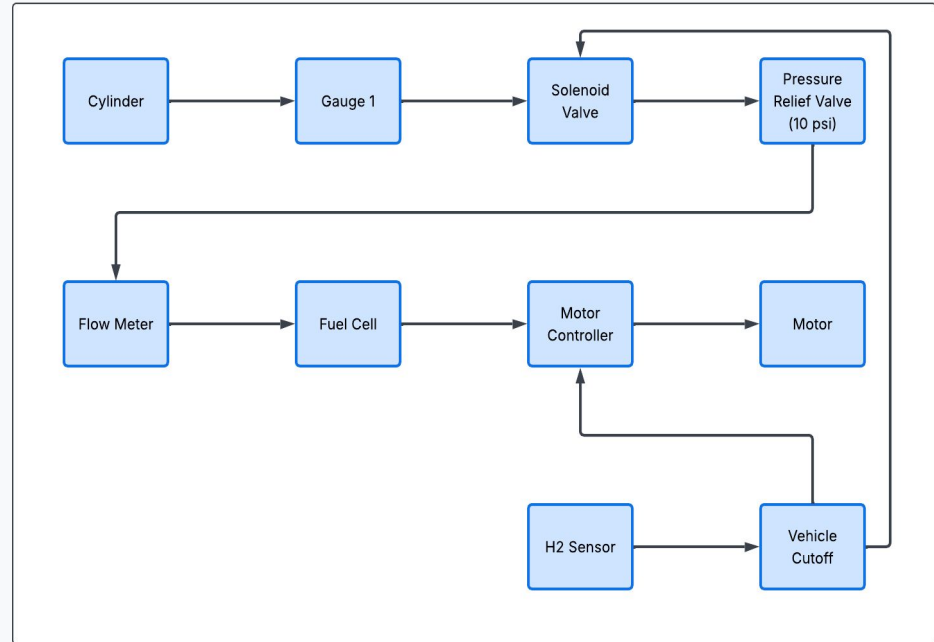 Cylinder
Gauge 1
Solenoid
Valve
Pressure
Relief Valve
(10 psi)
Flow Meter
Fuel Cell
Motor
Controller
Motor
H2 Sensor
Vehicle
Cutoff